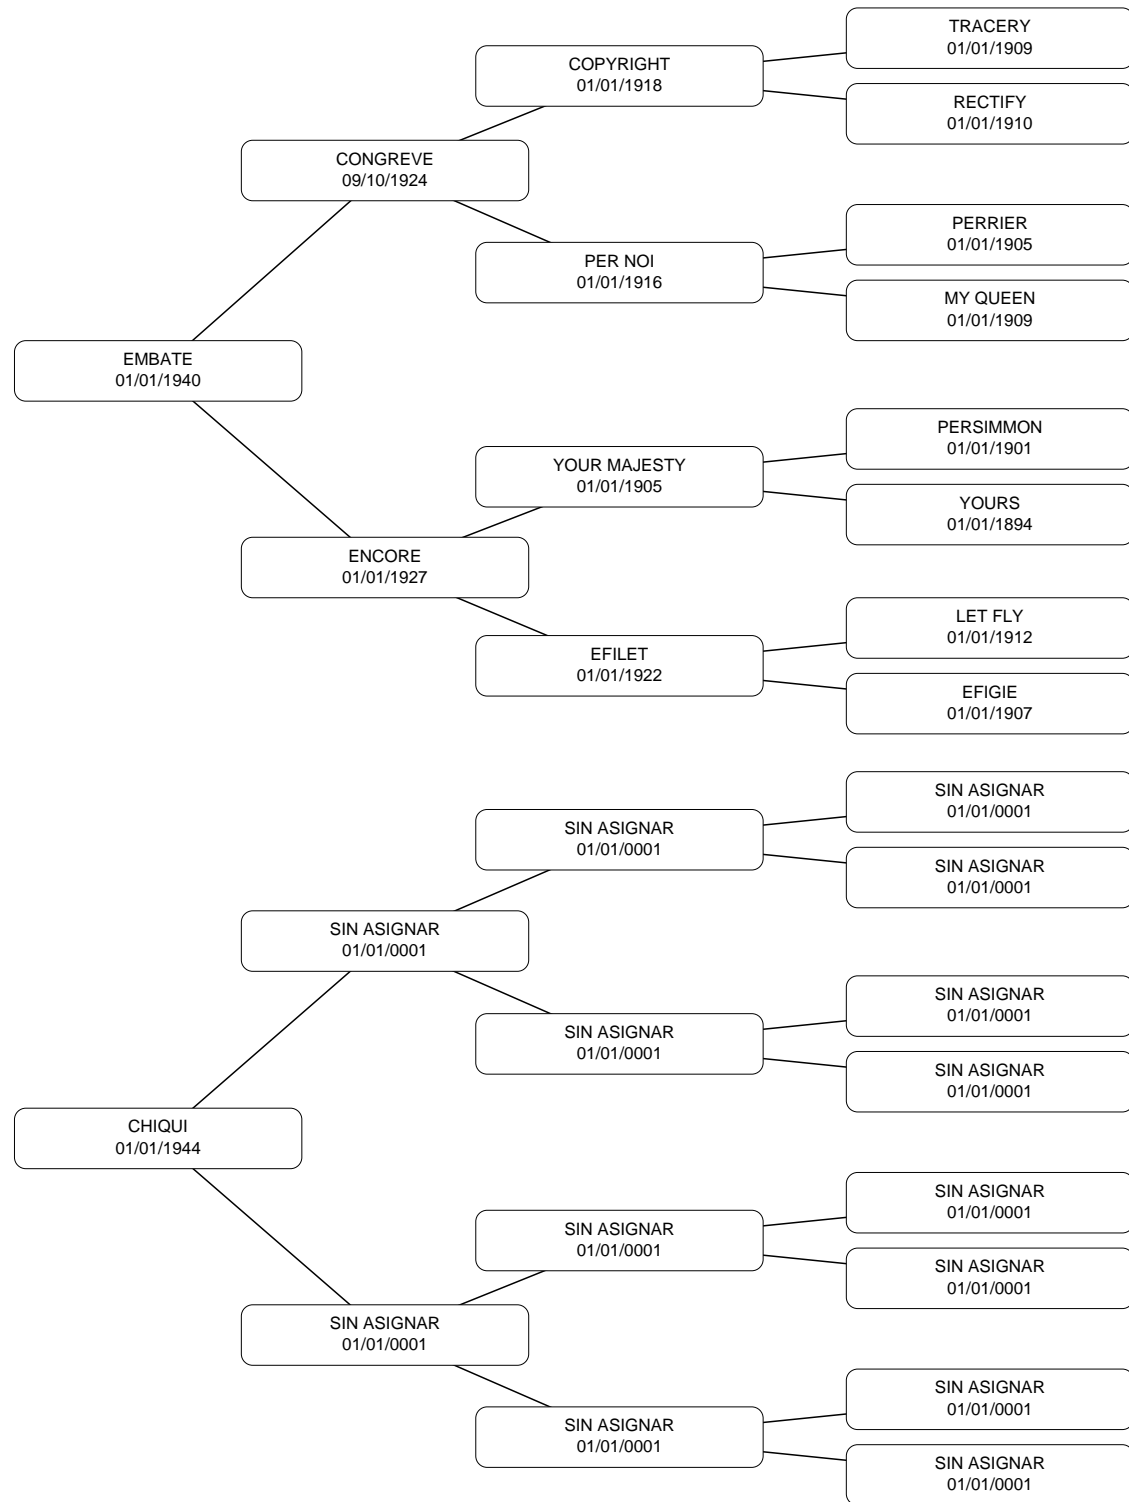 TRACERY
01/01/1909
COPYRIGHT
01/01/1918
RECTIFY
01/01/1910
CONGREVE
09/10/1924
PERRIER
01/01/1905
PER NOI
01/01/1916
MY QUEEN
01/01/1909
EMBATE
01/01/1940
PERSIMMON
01/01/1901
YOUR MAJESTY
01/01/1905
YOURS
01/01/1894
ENCORE
01/01/1927
LET FLY
01/01/1912
EFILET
01/01/1922
EFIGIE
01/01/1907
SIN ASIGNAR
01/01/0001
SIN ASIGNAR
01/01/0001
SIN ASIGNAR
01/01/0001
SIN ASIGNAR
01/01/0001
SIN ASIGNAR
01/01/0001
SIN ASIGNAR
01/01/0001
SIN ASIGNAR
01/01/0001
CHIQUI
01/01/1944
SIN ASIGNAR
01/01/0001
SIN ASIGNAR
01/01/0001
SIN ASIGNAR
01/01/0001
SIN ASIGNAR
01/01/0001
SIN ASIGNAR
01/01/0001
SIN ASIGNAR
01/01/0001
SIN ASIGNAR
01/01/0001